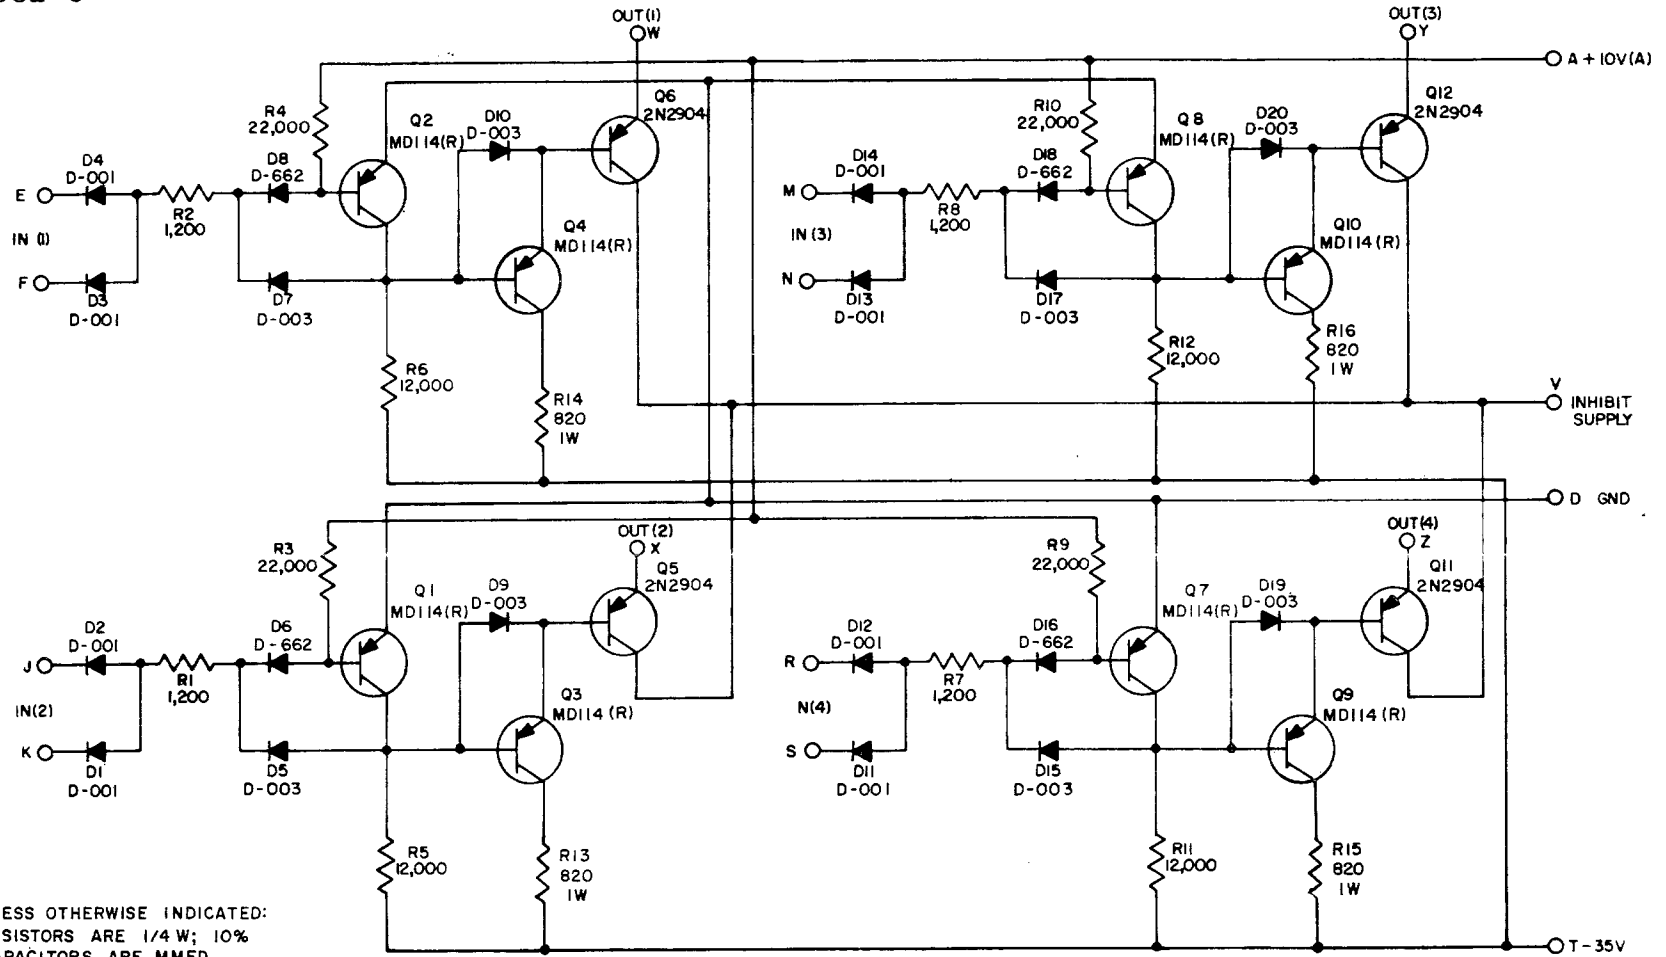 OUT(1)
W
OUT(3)
Y
A+10V(A)
R4
22,000
Q2
MD114(R)
D10
D-003
Q6
2N2904
R10
22,000
Q8
MD114(R)
D20
D-003
Q12
2N2904
D4
D-001
D8
D-662
D14
D-001
D18
D-662
E
R2
1,200
M
R8
1,200
IN (1)
Q4
MD114(R)
IN(3)
Q10
MD114(R)
F
D3
D-001
D7
D-003
N
D13
D-001
D17
D-003
R6
12,000
R14
820
1W
R12
12,000
R16
820
1W
V
INHIBIT
SUPPLY
D GND
OUT(2)
X
OUT(4)
Z
R3
22,000
Q1
MD114(R)
D9
D-003
Q5
2N2904
R9
22,000
Q7
MD114(R)
D19
D-003
Q11
2N2904
D2
D-001
D6
D-662
D12
D-001
D16
D-662
J
R1
1,200
R
R7
1,200
IN(2)
Q3
MD114(R)
N(4)
Q9
MD114(R)
K
D1
D-001
D5
D-003
S
D11
D-001
D15
D-003
R5
12,000
R13
820
1W
R11
12,000
R15
820
1W
T-35V
ESS OTHERWISE INDICATED:
SISTORS ARE 1/4 W; 10%